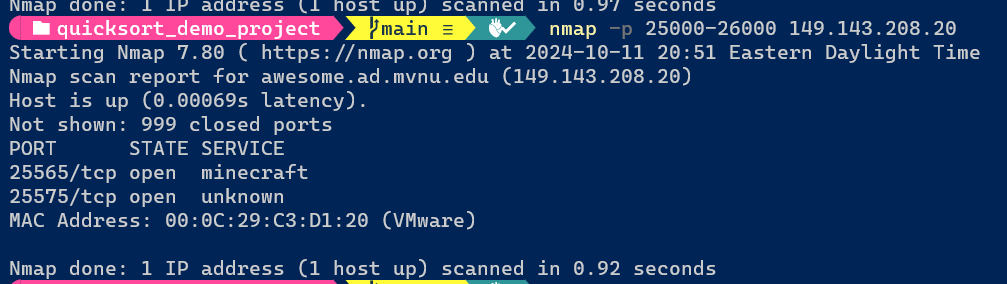 Nmap done: 1 IP address (1 host up) scanned in 0.97 seconds
quicksort_demo_project main ≡ nmap -p 25000-26000 149.143.208.20
Starting Nmap 7.80 ( https://nmap.org ) at 2024-10-11 20:51 Eastern Daylight Time
Nmap scan report for awesome.ad.mvnu.edu (149.143.208.20)
Host is up (0.00069s latency).
Not shown: 999 closed ports
PORT      STATE SERVICE
25565/tcp open  minecraft
25575/tcp open  unknown
MAC Address: 00:0C:29:C3:D1:20 (VMware)
Nmap done: 1 IP address (1 host up) scanned in 0.92 seconds